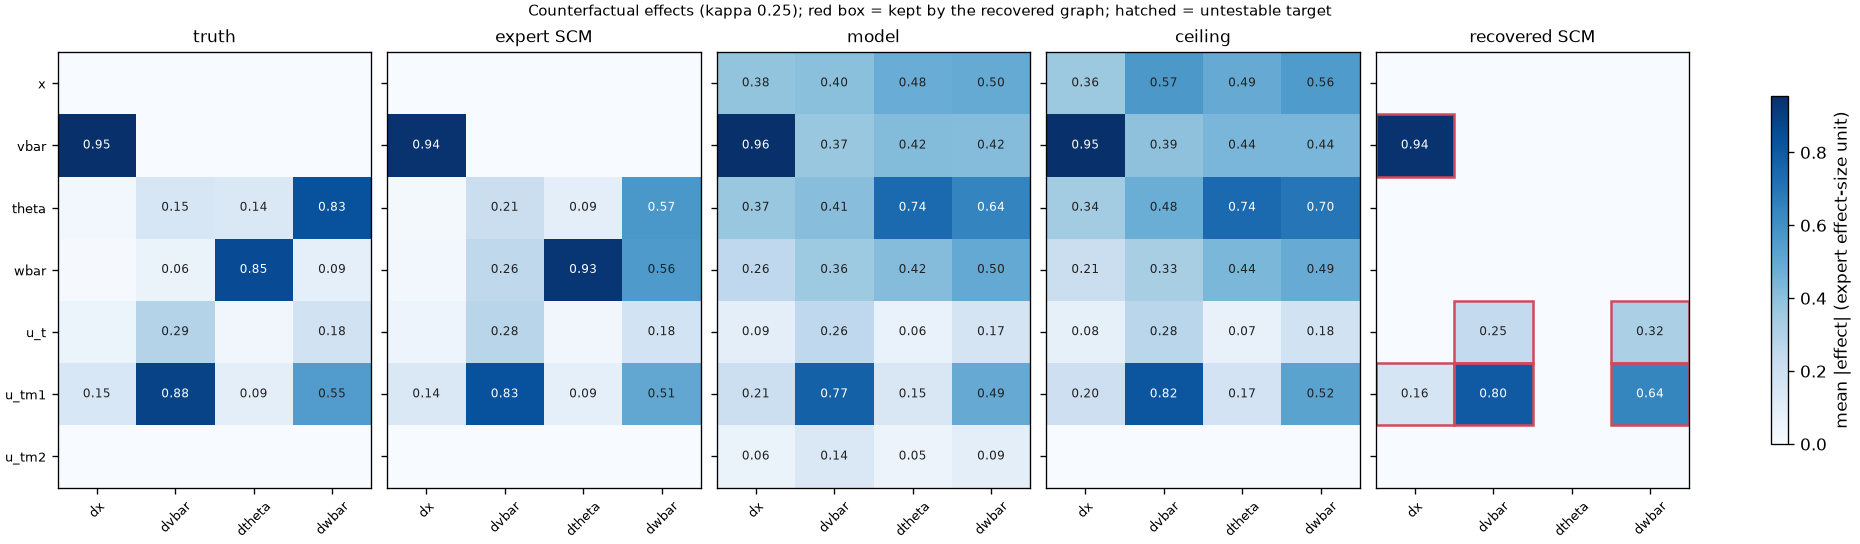 Counterfactual effects (kappa 0.25); red box = kept by the recovered graph; hatched = untestable target
truth
expert SCM
model
ceiling
recovered SCM
x
0.38 0.40 0.48 0.50
0.36 0.57 0.49 0.56
vbar
0.95
0.94
0.96 0.37 0.42 0.42
0.95 0.39 0.44 0.44
0.94
theta
0.15 0.14 0.83
0.21 0.09 0.57
0.37 0.41 0.74 0.64
0.34 0.48 0.74 0.70
wbar
0.06 0.85 0.09
0.26 0.93 0.56
0.26 0.36 0.42 0.50
0.21 0.33 0.44 0.49
u_t
0.29 0.18
0.28 0.18
0.09 0.26 0.06 0.17
0.08 0.28 0.07 0.18
0.25 0.32
u_tm1
0.15 0.88 0.09 0.55
0.14 0.83 0.09 0.51
0.21 0.77 0.15 0.49
0.20 0.82 0.17 0.52
0.16 0.80 0.64
u_tm2
0.06 0.14 0.05 0.09
dx dvbar dtheta dwbar
dx dvbar dtheta dwbar
dx dvbar dtheta dwbar
dx dvbar dtheta dwbar
dx dvbar dtheta dwbar
0.8
0.6
0.4
0.2
0.0
mean |effect| (expert effect-size unit)